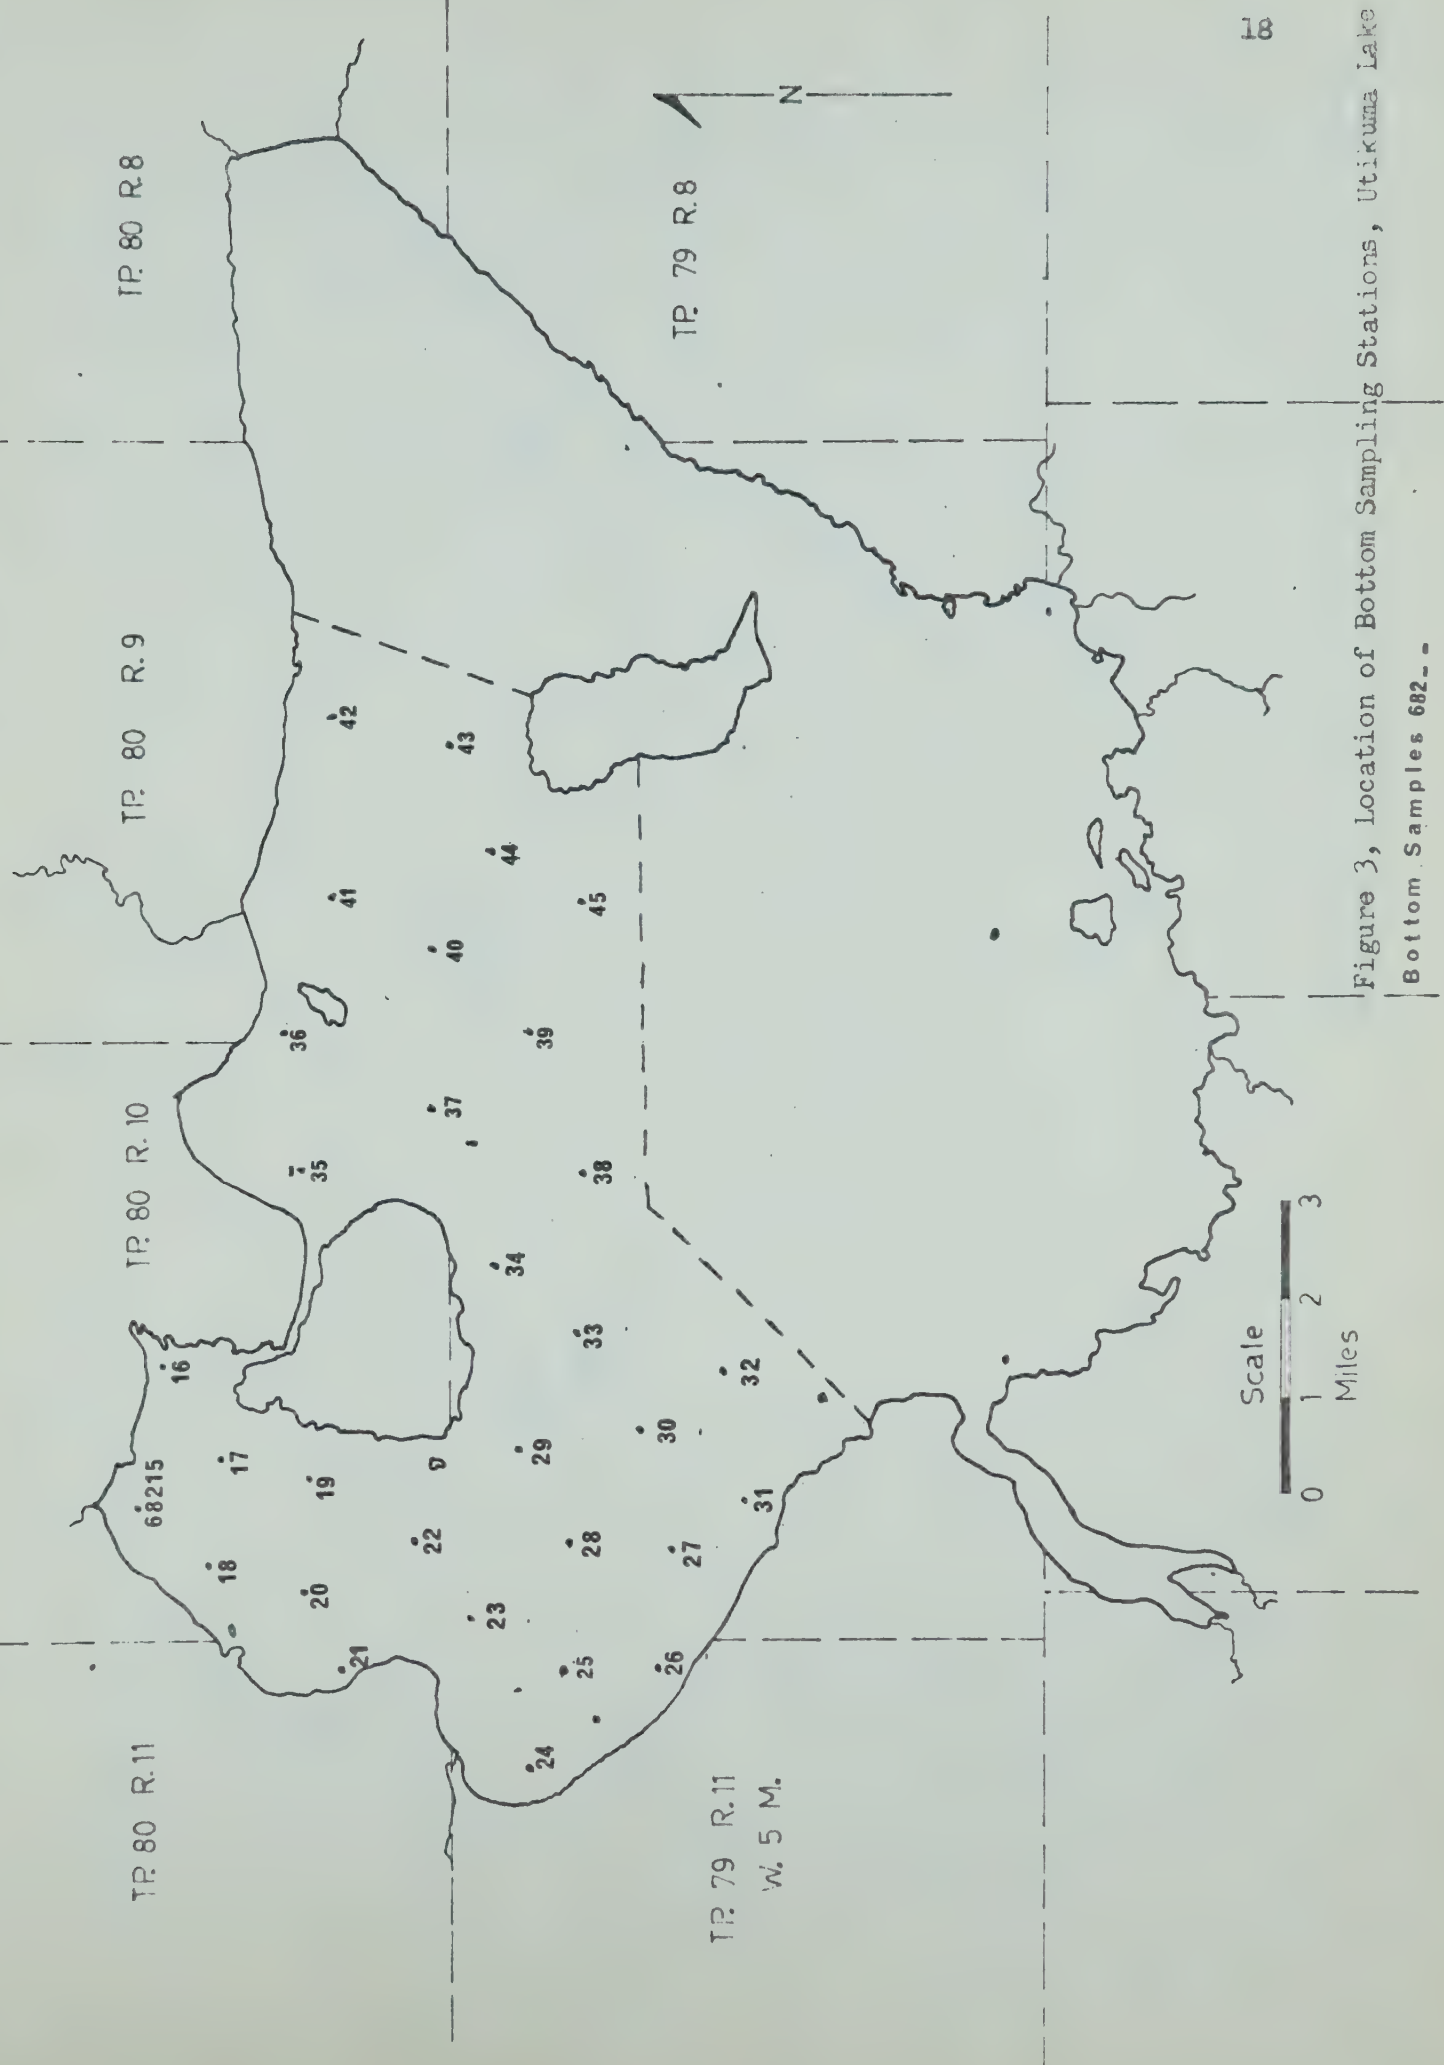 18
TP. 80 R. 11
TP. 80 R. 10
TP. 80 R. 9
TP. 80 R. 8
68215
16
17
18
19
20
21
22
23
24
25
26
27
28
29
30
31
32
33
34
35
36
37
38
39
40
41
42
43
44
45
TP. 79 R. 11
W. 5 M.
TP. 79 R. 8
N
Scale
0 1 2 3
Miles
Figure 3, Location of Bottom Sampling Stations, Utikuma Lake
Bottom Samples 682--